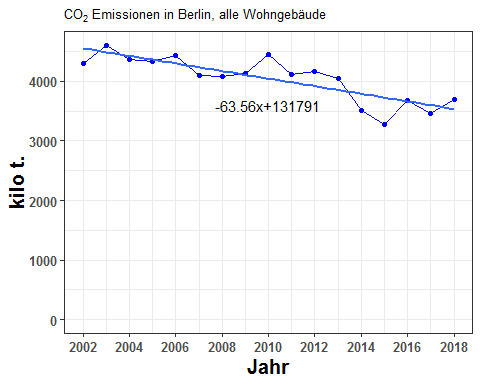 CO₂ Emissionen in Berlin, alle Wohngebäude
kilo t.
4000
3000
2000
1000
0
-63.56x+131791
2002 2004 2006 2008 2010 2012 2014 2016 2018
Jahr